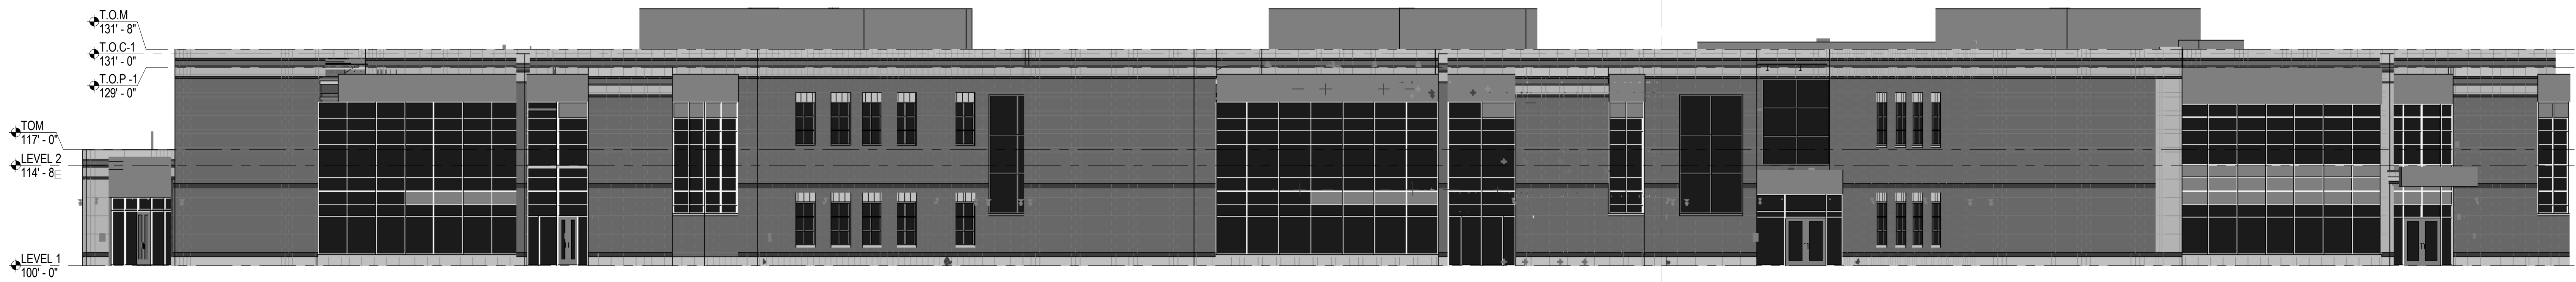 T.O.M
131' - 8"
T.O.C-1
131' - 0"
T.O.P -1
129' - 0"
TOM
117' - 0"
LEVEL 2
114' - 8
LEVEL 1
100' - 0"